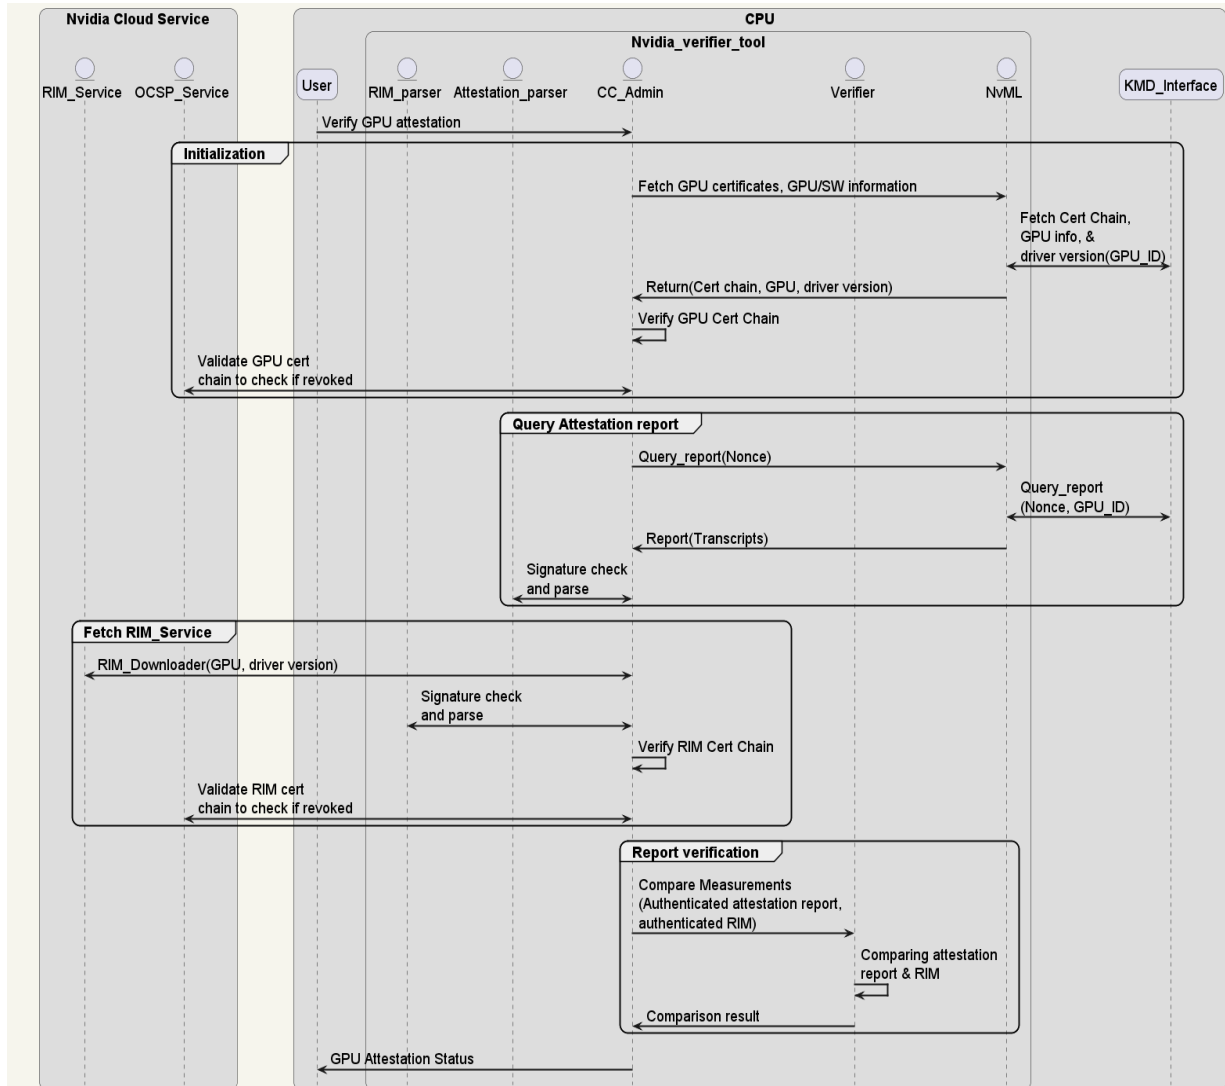 Nvidia Cloud Service
CPU
Nvidia_verifier_tool
RIM_Service
OCSP_Service
User
RIM_parser
Attestation_parser
CC_Admin
Verifier
NvML
KMD_Interface
Verify GPU attestation
Initialization
Fetch GPU certificates, GPU/SW information
Fetch Cert Chain,
GPU info, &
driver version(GPU_ID)
Return(Cert chain, GPU, driver version)
Verify GPU Cert Chain
Validate GPU cert
chain to check if revoked
Query Attestation report
Query_report(Nonce)
Query_report
(Nonce, GPU_ID)
Report(Transcripts)
Signature check
and parse
Fetch RIM_Service
RIM_Downloader(GPU, driver version)
Signature check
and parse
Verify RIM Cert Chain
Validate RIM cert
chain to check if revoked
Report verification
Compare Measurements
(Authenticated attestation report,
authenticated RIM)
Comparing attestation
report & RIM
Comparison result
GPU Attestation Status